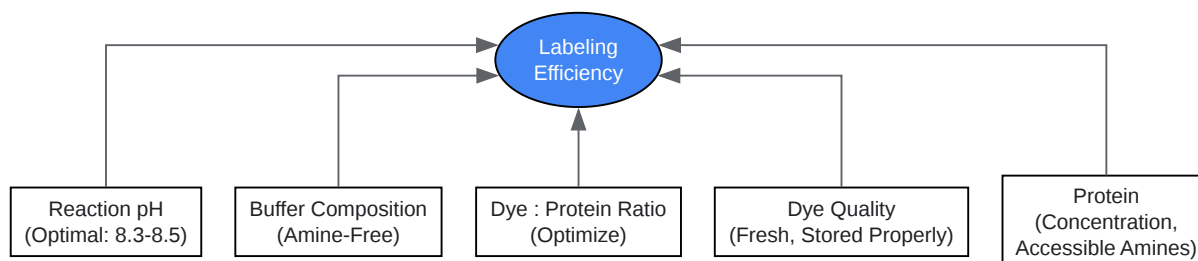 Labeling
Efficiency
Reaction pH
(Optimal: 8.3-8.5)
Buffer Composition
(Amine-Free)
Dye : Protein Ratio
(Optimize)
Dye Quality
(Fresh, Stored Properly)
Protein
(Concentration,
Accessible Amines)